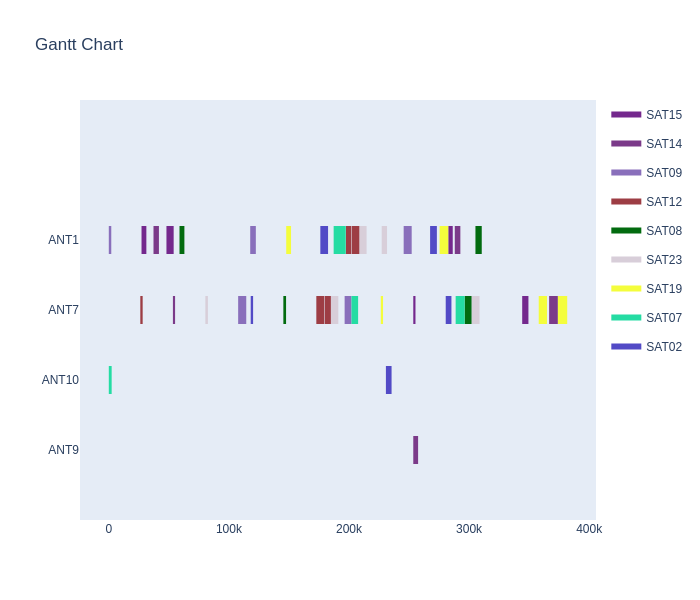 Gantt Chart
SAT15
SAT14
SAT09
SAT12
SAT08
SAT23
SAT19
SAT07
SAT02
ANT1
ANT7
ANT10
ANT9
0 100k 200k 300k 400k